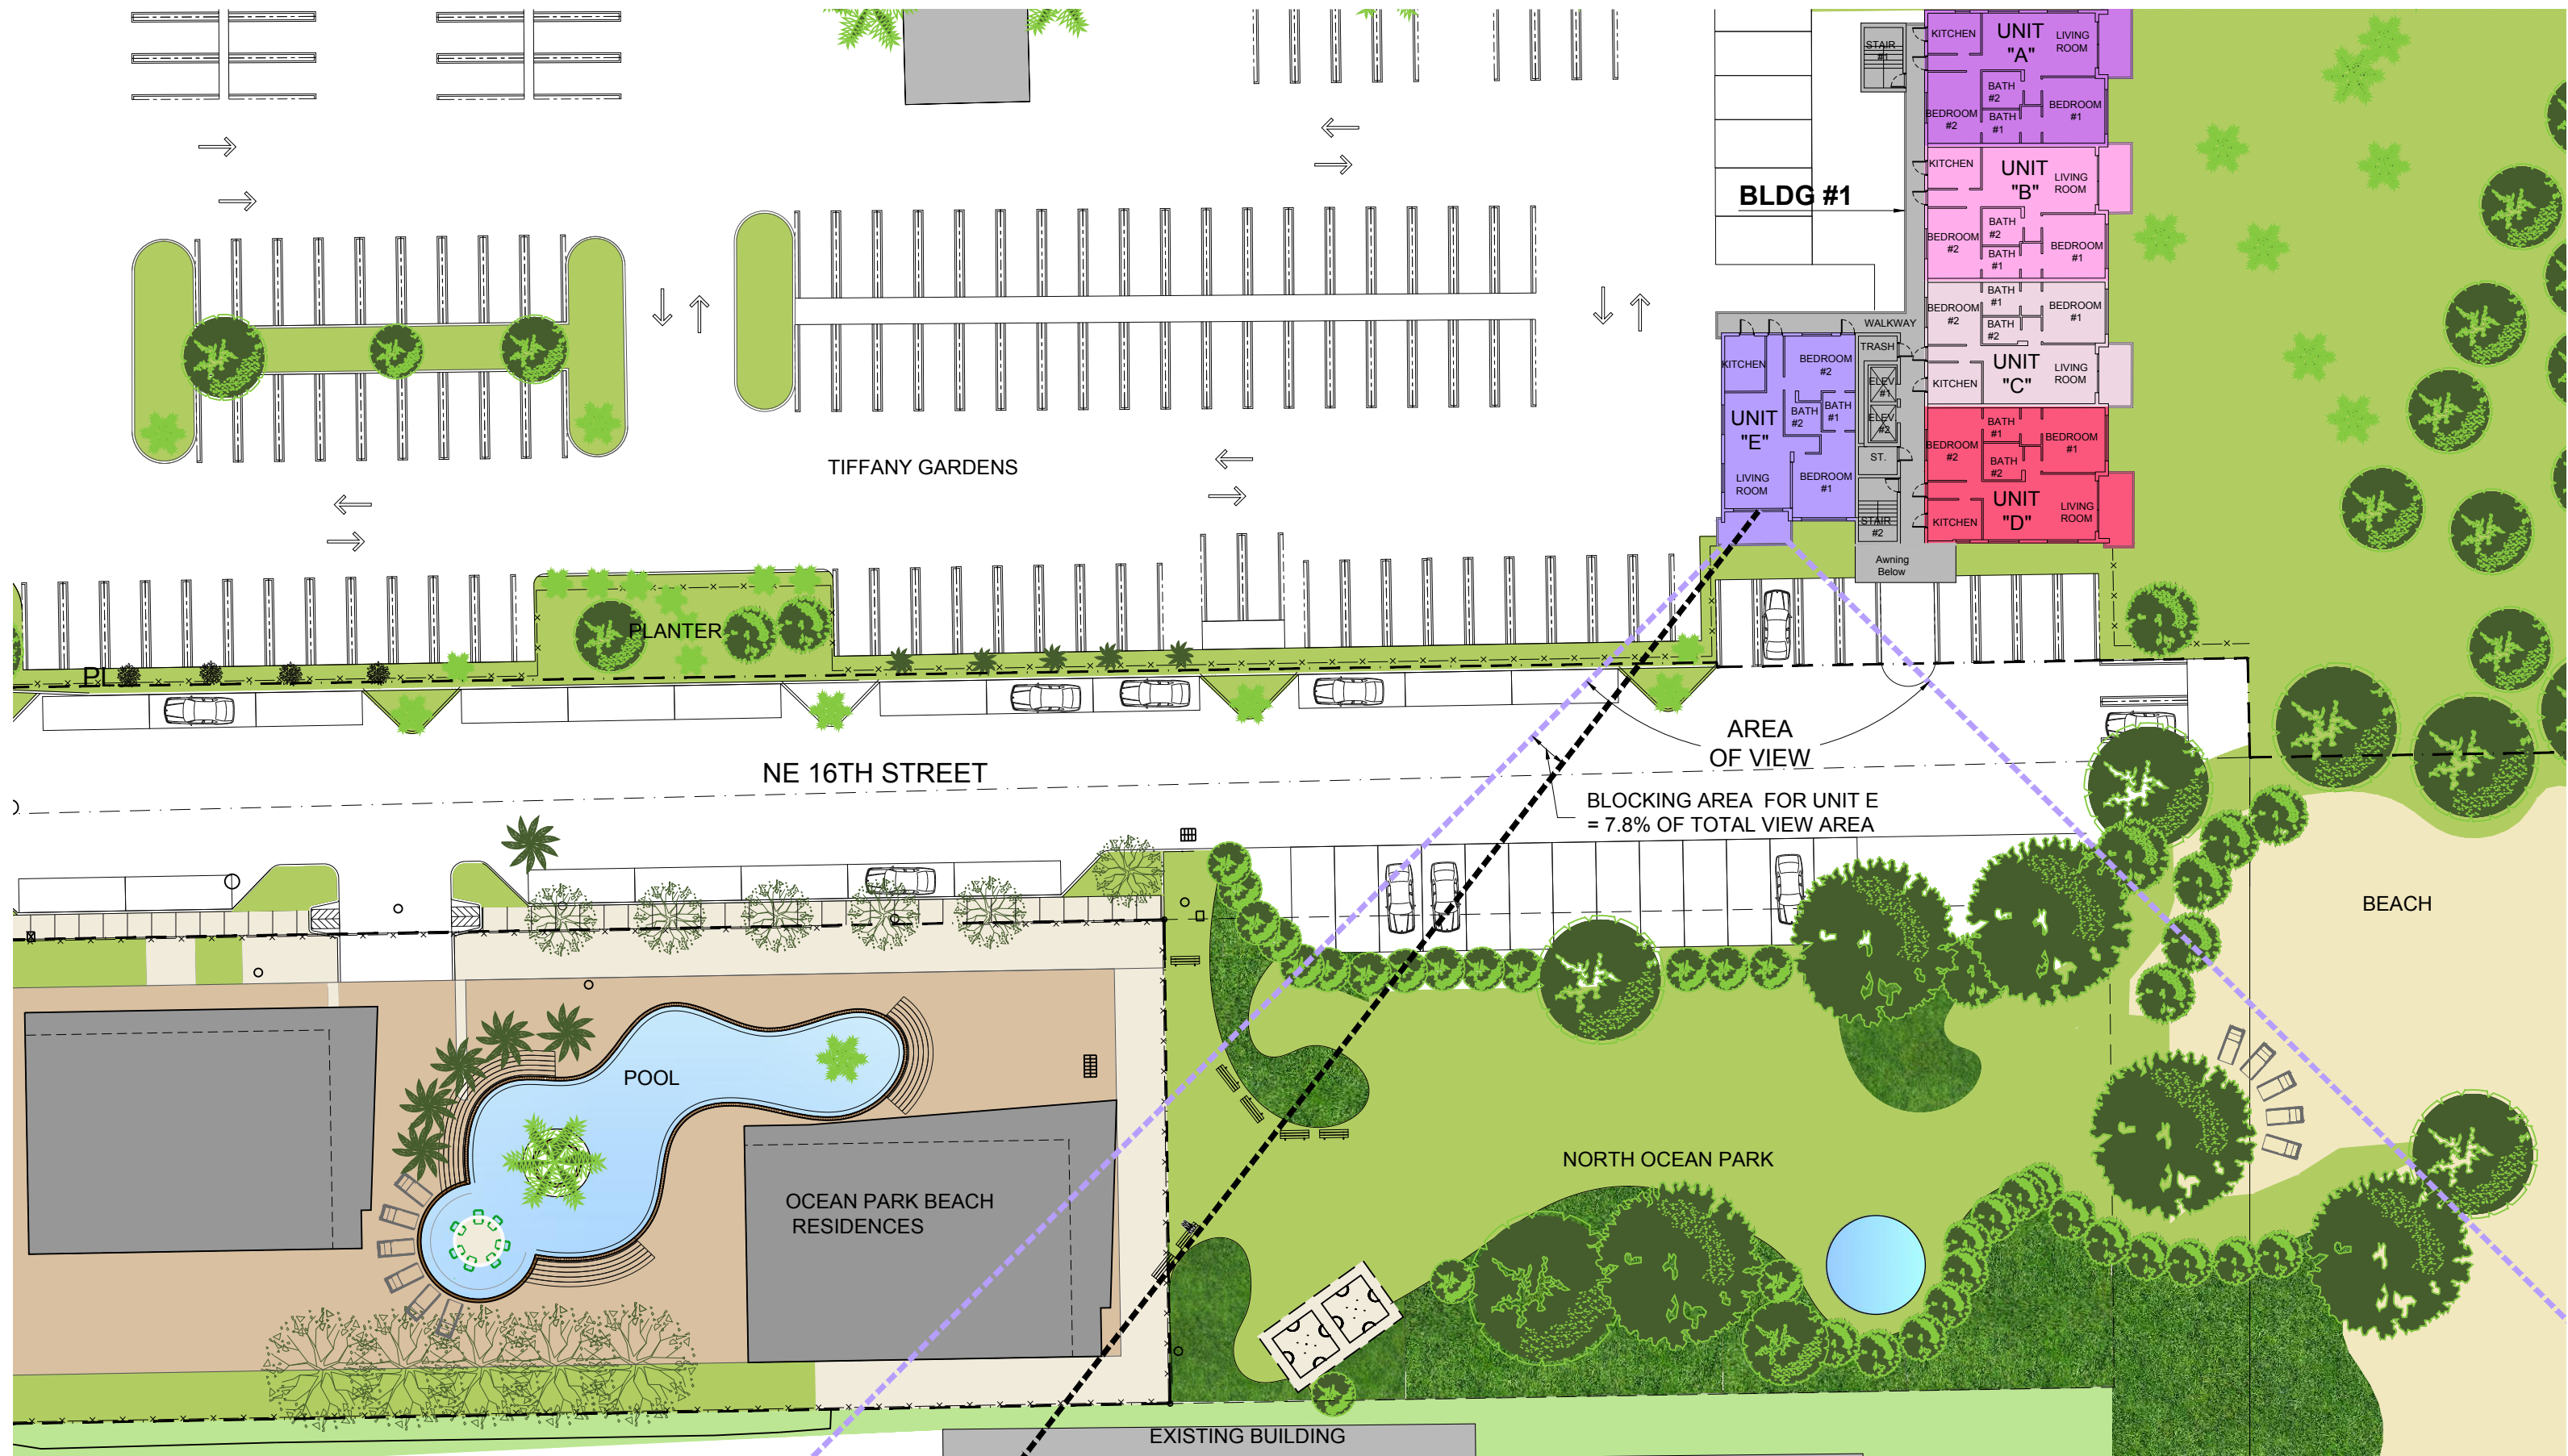 STAIR
#1
KITCHEN
UNIT
"A"
LIVING
ROOM
BATH
#2
BEDROOM
#2
BATH
#1
BEDROOM
#1
KITCHEN
UNIT
"B"
LIVING
ROOM
BLDG #1
BATH
#2
BEDROOM
#2
BATH
#1
BEDROOM
#1
BEDROOM
#2
BATH
#1
BATH
#2
BEDROOM
#1
WALKWAY
TRASH
UNIT
"C"
LIVING
ROOM
KITCHEN
KITCHEN
BEDROOM
#2
ELEV.
#1
ELEV.
#2
UNIT
"E"
BATH
#2
BATH
#1
ST.
LIVING
ROOM
BEDROOM
#1
BEDROOM
#2
BATH
#1
BATH
#2
BEDROOM
#1
UNIT
"D"
LIVING
ROOM
KITCHEN
STAIR
#2
Awning
Below
TIFFANY GARDENS
PLANTER
PL
AREA
OF VIEW
NE 16TH STREET
BLOCKING AREA FOR UNIT E
= 7.8% OF TOTAL VIEW AREA
BEACH
POOL
NORTH OCEAN PARK
OCEAN PARK BEACH
RESIDENCES
EXISTING BUILDING